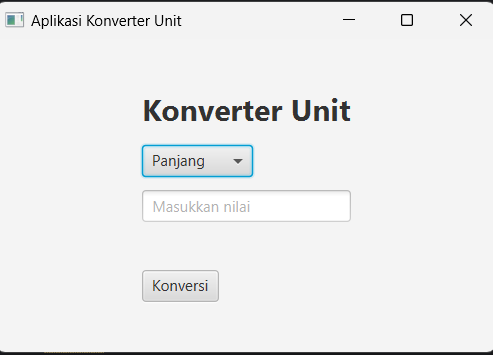 Aplikasi Konverter Unit
Konverter Unit
Panjang
Masukkan nilai
Konversi